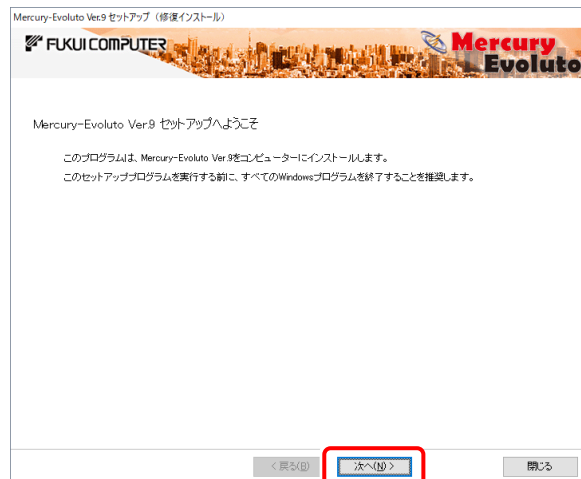 Mercury-Evoluto Ver.9 セットアップ（修復インストール）
FUKUI COMPUTER
Mercury
Evoluto
Mercury-Evoluto Ver.9 セットアップへようこそ
このプログラムは、Mercury-Evoluto Ver.9をコンピューターにインストールします。
このセットアッププログラムを実行する前に、すべてのWindowsプログラムを終了することを推奨します。
< 戻る(B) 次へ(N) > 閉じる